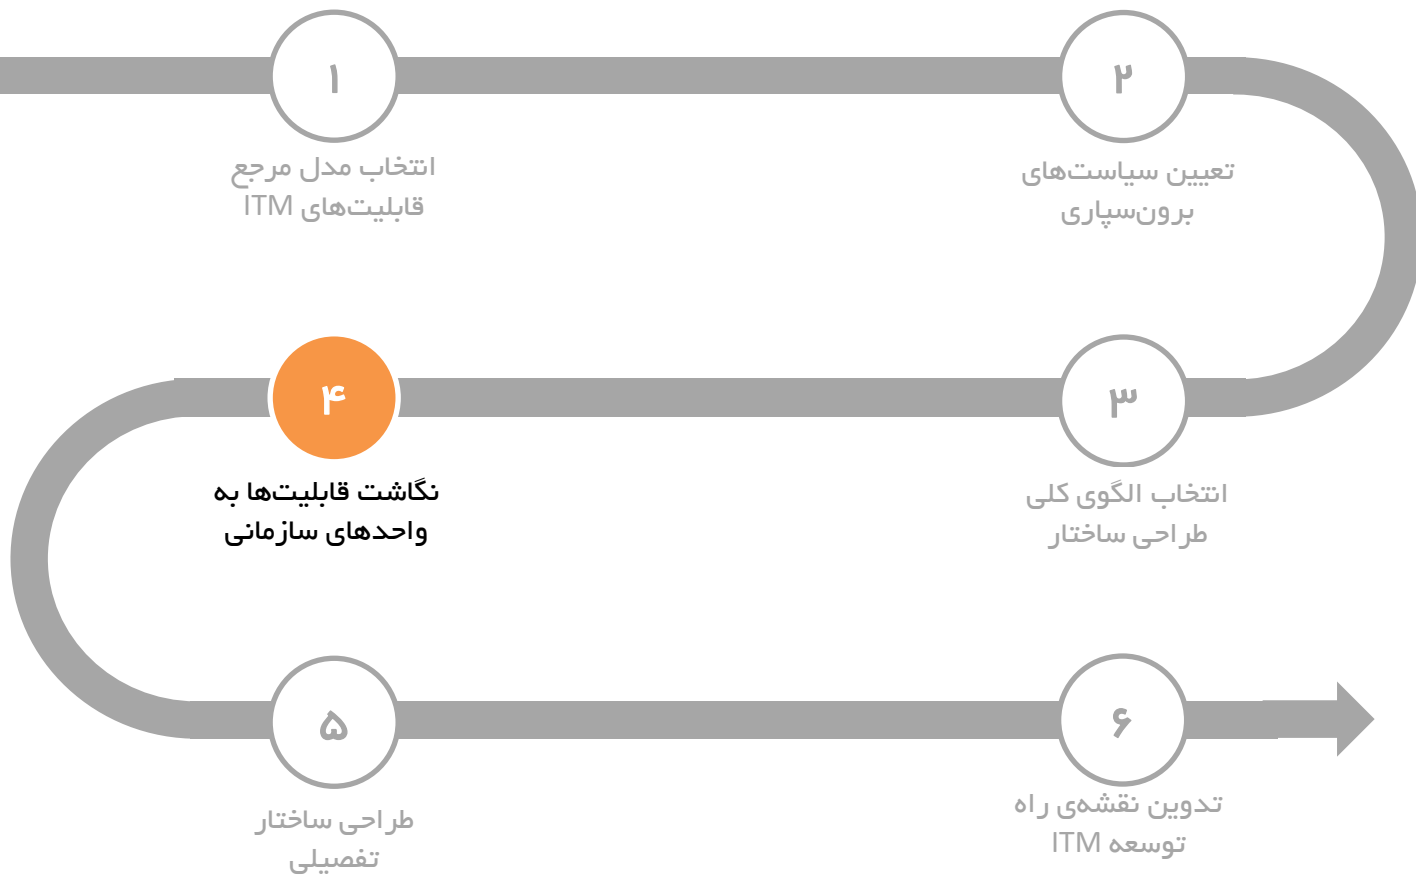 ۱
انتخاب مدل مرجع
قابلیت‌های ITM
۲
تعیین سیاست‌های
برون‌سپاری
۳
انتخاب الگوی کلی
طراحی ساختار
۴
نگاشت قابلیت‌ها به
واحدهای سازمانی
۵
طراحی ساختار
تفصیلی
۶
تدوین نقشه‌ی راه
توسعه ITM